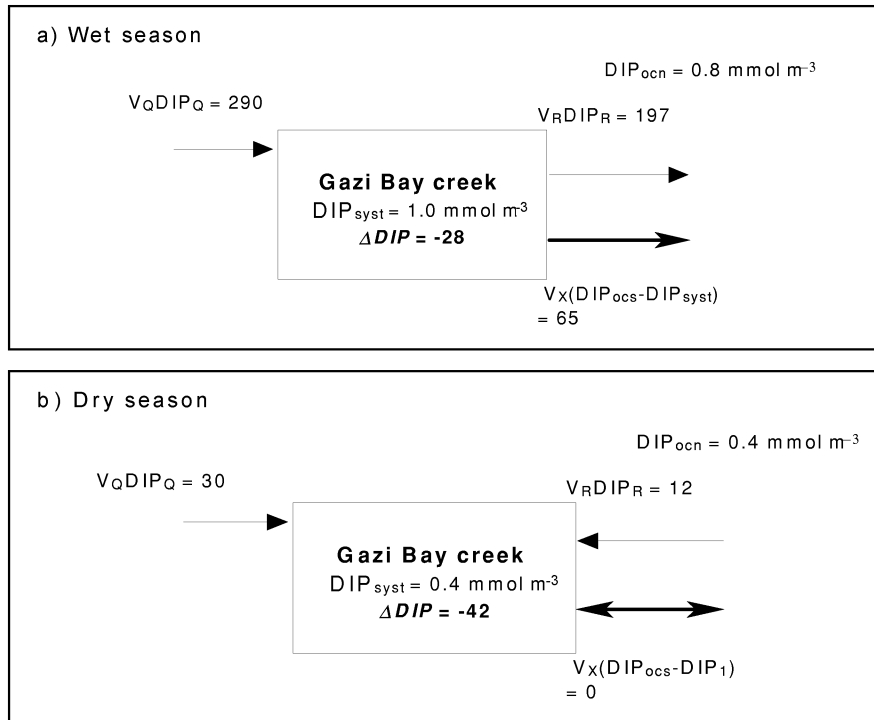 a) Wet season
DIPocn = 0.8 mmol m⁻³
VQDIPQ = 290
VRDIPR = 197
Gazi Bay creek
DIPsyst = 1.0 mmol m⁻³
ΔDIP = -28
VX(DIPocs-DIPsyst)
= 65
b) Dry season
DIPocn = 0.4 mmol m⁻³
VQDIPQ = 30
VRDIPR = 12
Gazi Bay creek
DIPsyst = 0.4 mmol m⁻³
ΔDIP = -42
VX(DIPocs-DIP₁)
= 0